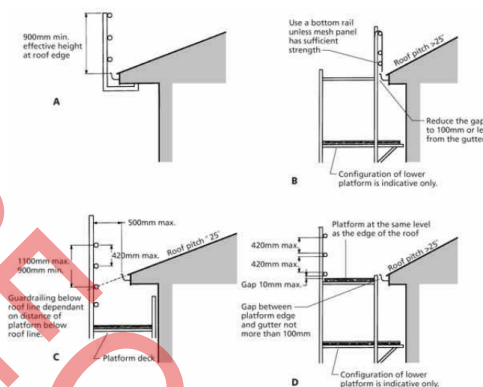 900mm min.
effective height
at roof edge
A
Use a bottom rail
unless mesh panel
has sufficient
strength
Roof pitch >25°
Reduce the gap
to 100mm or le
from the gutter
Configuration of lower
platform is indicative only.
B
500mm max.
420mm max.
Roof pitch
25°
1100mm max.
900mm min.
Guardrailing below
roof line dependant
on distance of
platform below
roof line.
Platform deck
C
Platform at the same level
as the edge of the roof
420mm max.
420mm max.
Gap 10mm max.
Roof pitch >25°
Gap between
platform edge
and gutter not
more than 100mm
Configuration of lower
platform is indicative only.
D